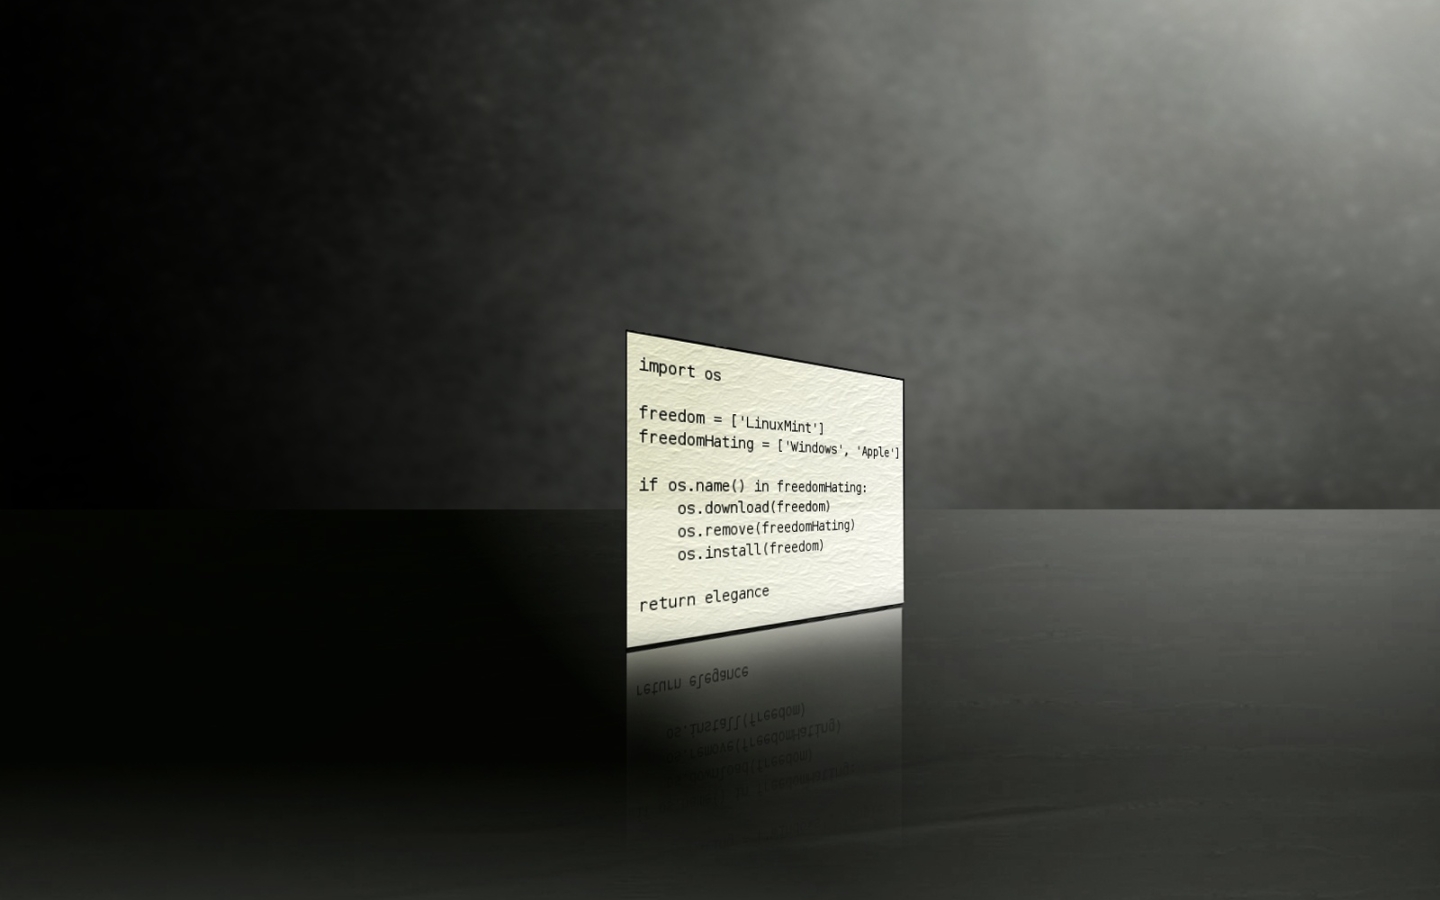 import os
freedom = ['LinuxMint']
freedomHating = ['Windows', 'Apple']
if os.name() in freedomHating:
    os.download(freedom)
    os.remove(freedomHating)
    os.install(freedom)
return elegance